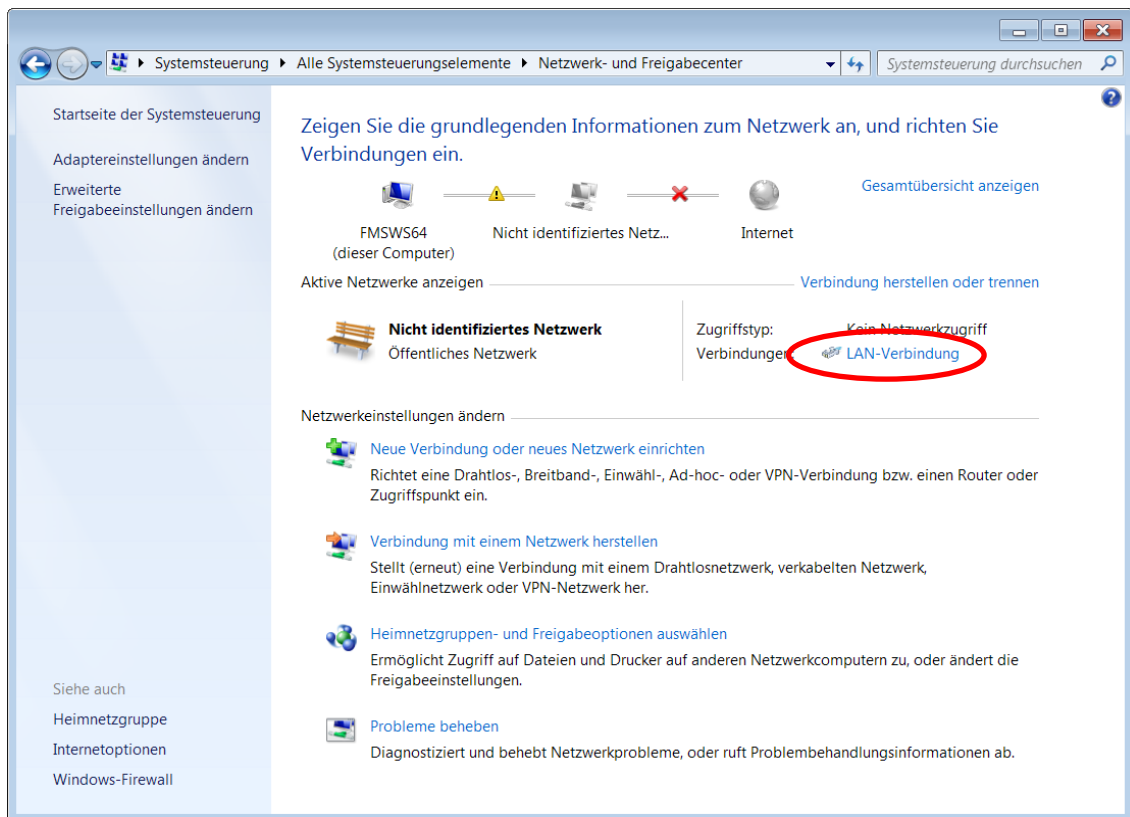 Systemsteuerung Alle Systemsteuerungselemente Netzwerk- und Freigabecenter
Systemsteuerung durchsuchen
Startseite der Systemsteuerung
Adaptereinstellungen ändern
Erweiterte
Freigabeeinstellungen ändern
Zeigen Sie die grundlegenden Informationen zum Netzwerk an, und richten Sie
Verbindungen ein.
Gesamtübersicht anzeigen
FMSWS64
(dieser Computer)
Nicht identifiziertes Netz...
Internet
Aktive Netzwerke anzeigen
Verbindung herstellen oder trennen
Nicht identifiziertes Netzwerk
Öffentliches Netzwerk
Zugriffstyp: Kein Netzwerkzugriff
Verbindungen: LAN-Verbindung
Netzwerkeinstellungen ändern
Neue Verbindung oder neues Netzwerk einrichten
Richtet eine Drahtlos-, Breitband-, Einwähl-, Ad-hoc- oder VPN-Verbindung bzw. einen Router oder
Zugriffspunkt ein.
Verbindung mit einem Netzwerk herstellen
Stellt (erneut) eine Verbindung mit einem Drahtlosnetzwerk, verkabelten Netzwerk,
Einwählnetzwerk oder VPN-Netzwerk her.
Heimnetzgruppen- und Freigabeoptionen auswählen
Ermöglicht Zugriff auf Dateien und Drucker auf anderen Netzwerkcomputern zu, oder ändert die
Freigabeeinstellungen.
Probleme beheben
Diagnostiziert und behebt Netzwerkprobleme, oder ruft Problembehandlungsinformationen ab.
Siehe auch
Heimnetzgruppe
Internetoptionen
Windows-Firewall